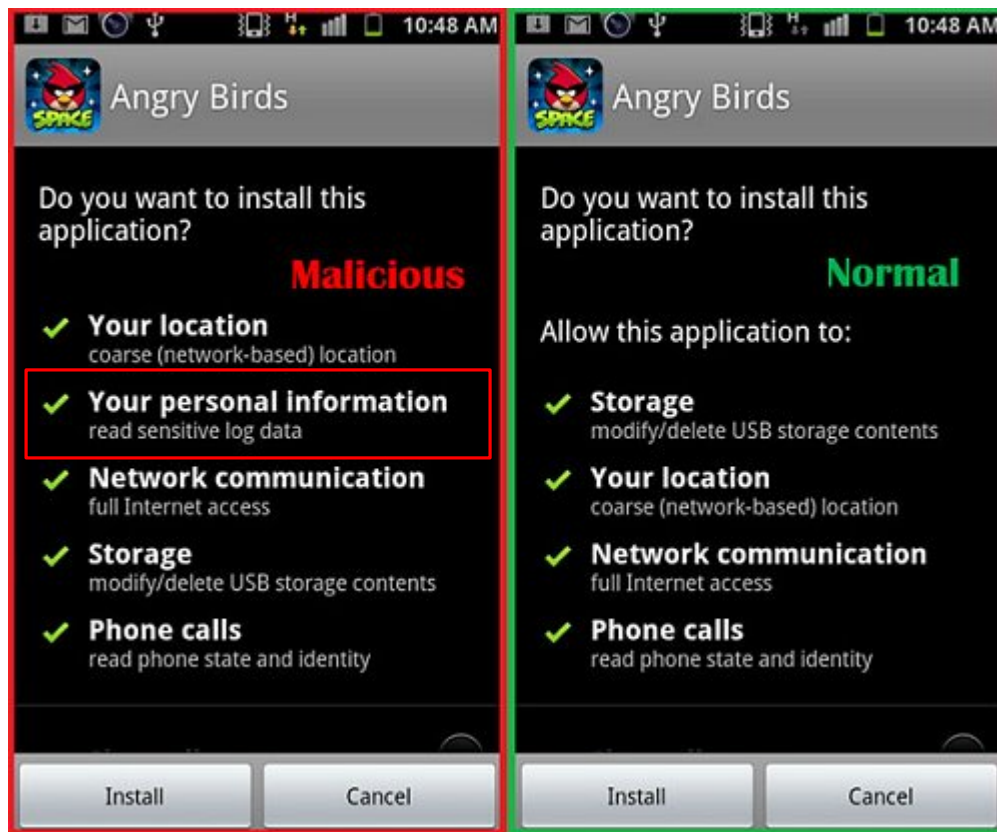 10:48 AM
SPACE
Angry Birds
Do you want to install this
application?
Malicious
Your location
coarse (network-based) location
Your personal information
read sensitive log data
Network communication
full Internet access
Storage
modify/delete USB storage contents
Phone calls
read phone state and identity
Install
Cancel
10:48 AM
SPACE
Angry Birds
Do you want to install this
application?
Normal
Allow this application to:
Storage
modify/delete USB storage contents
Your location
coarse (network-based) location
Network communication
full Internet access
Phone calls
read phone state and identity
Install
Cancel